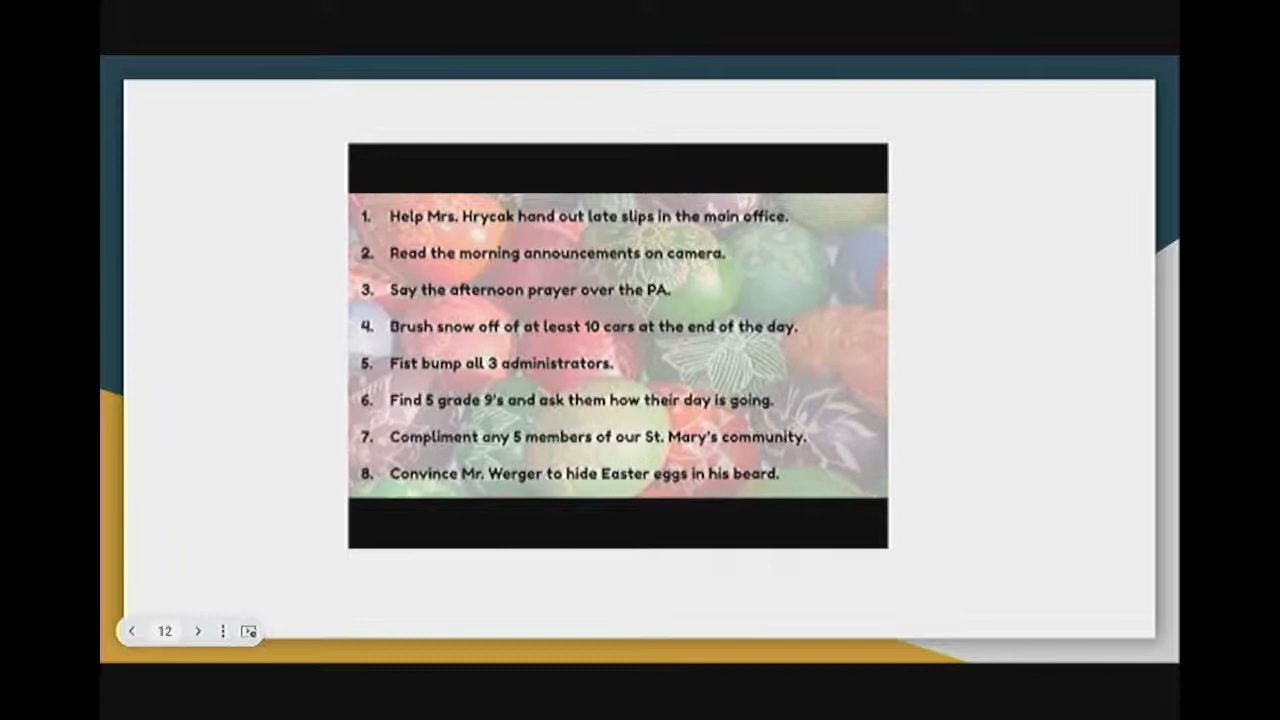 1. Help Mrs. Hrycak hand out late slips in the main office.
2. Read the morning announcements on camera.
3. Say the afternoon prayer over the PA.
4. Brush snow off of at least 10 cars at the end of the day.
5. Fist bump all 3 administrators.
6. Find 5 grade 9's and ask them how their day is going.
7. Compliment any 5 members of our St. Mary's community.
8. Convince Mr. Werger to hide Easter eggs in his beard.
12